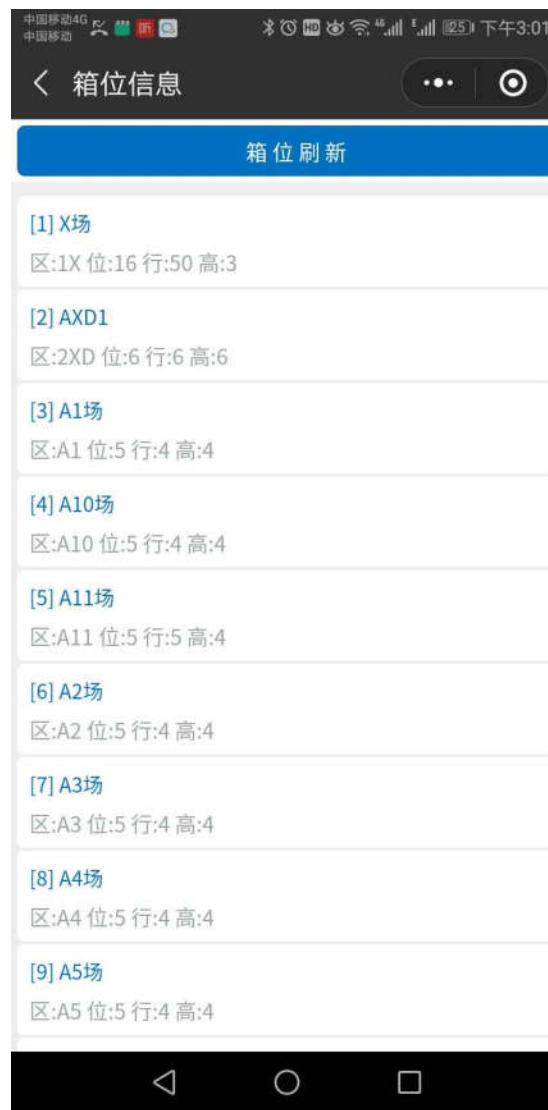 中国移动4G
中国移动
听
HD
46
E
25
下午3:01
箱位信息
箱位刷新
[1] X场
区:1X 位:16 行:50 高:3
[2] AXD1
区:2XD 位:6 行:6 高:6
[3] A1场
区:A1 位:5 行:4 高:4
[4] A10场
区:A10 位:5 行:4 高:4
[5] A11场
区:A11 位:5 行:5 高:4
[6] A2场
区:A2 位:5 行:4 高:4
[7] A3场
区:A3 位:5 行:4 高:4
[8] A4场
区:A4 位:5 行:4 高:4
[9] A5场
区:A5 位:5 行:4 高:4